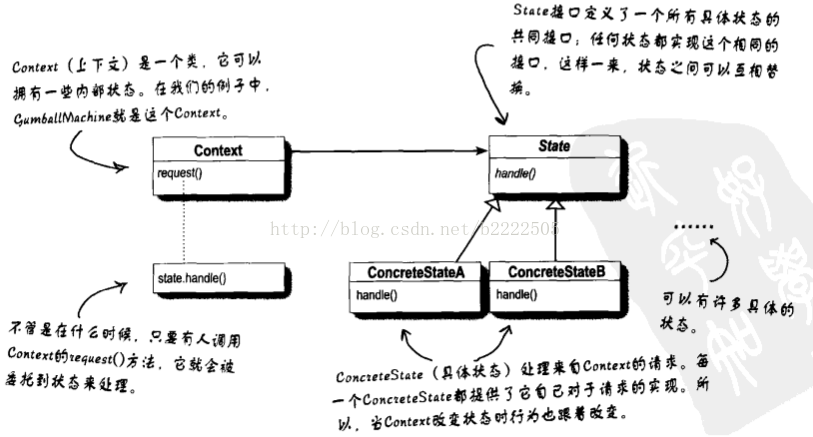 State接口定义了一个所有具体状态的
共同接口；任何状态都实现这个相同的
接口，这样一来，状态之间可以互相替
换。
Context（上下文）是一个类，它可以
拥有一些内部状态。在我们的例子中，
GumballMachine就是这个Context。
Context
request()
State
handle()
http://blog.csdn.net/b2222505
state.handle()
ConcreteStateA
handle()
ConcreteStateB
handle()
......
可以有许多具体的
状态。
不管是在什么时候，只要有人调用
Context的request()方法，它就会被
委托到状态来处理。
ConcreteState（具体状态）处理来自Context的请求。每
一个ConcreteState都提供了它自己对于请求的实现。所
以，当Context改变状态时行为也跟着改变。